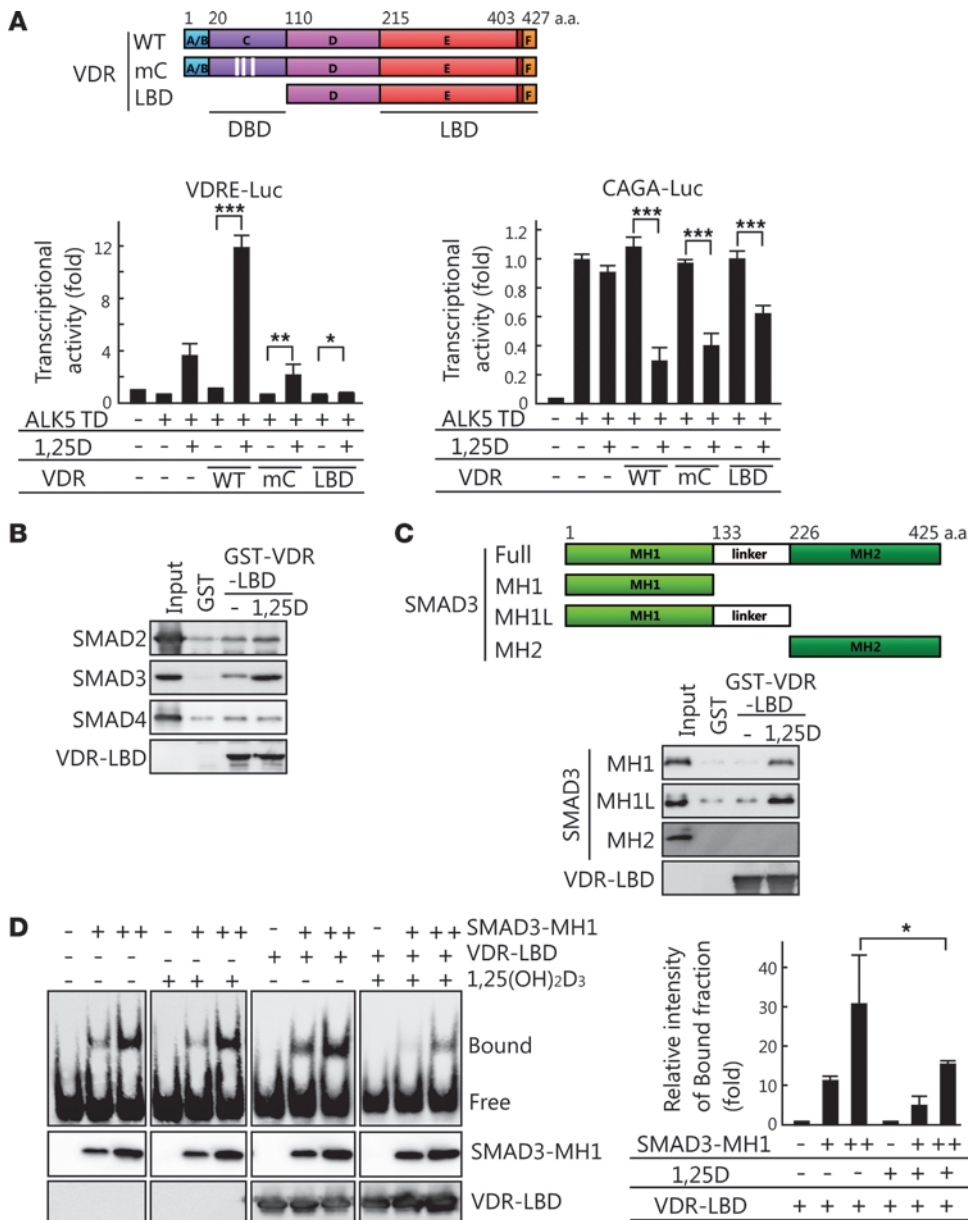 A
1 20 110 215 403 427 a.a.
VDR
WT A/B C D E F
mC A/B D E F
LBD D E F
DBD LBD
VDRE-Luc
Transcriptional activity (fold)
12
8
4
0
*** ** *
ALK5 TD - + + + + + + + +
1,25D - - + - + - + - +
VDR - - - WT mC LBD
CAGA-Luc
Transcriptional activity (fold)
1.2
1.0
0.8
0.6
0.4
0.2
0
*** *** ***
ALK5 TD - + + + + + + + +
1,25D - - + - + - + - +
VDR - - - WT mC LBD
B
Input GST GST-VDR
-LBD
- 1,25D
SMAD2
SMAD3
SMAD4
VDR-LBD
C
1 133 226 425 a.a.
SMAD3
Full MH1 linker MH2
MH1 MH1
MH1L MH1 linker
MH2 MH2
Input GST GST-VDR
-LBD
- 1,25D
SMAD3
MH1
MH1L
MH2
VDR-LBD
D
- + ++ - + ++ - + ++ - + ++ SMAD3-MH1
+ + + + + + VDR-LBD
+ + + + + + 1,25(OH)2D3
Bound
Free
SMAD3-MH1
VDR-LBD
Relative intensity of Bound fraction (fold)
40
30
20
10
0
*
SMAD3-MH1 - + ++ - + ++
1,25D - - - + + +
VDR-LBD + + + + + +